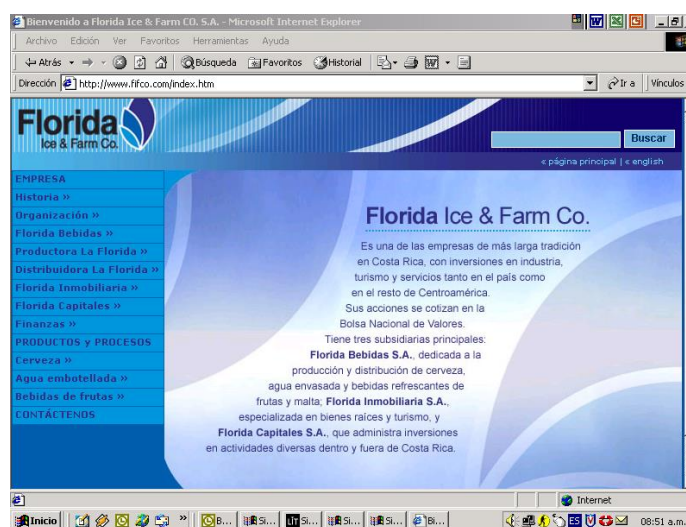 Bienvenido a Florida Ice & Farm CO. S.A. - Microsoft Internet Explorer
Archivo Edición Ver Favoritos Herramientas Ayuda
Atrás Búsqueda Favoritos Historial
Dirección http://www.fifco.com/index.htm Ir a Vínculos
Florida
Ice & Farm Co.
Buscar
« página principal | « english
EMPRESA
Historia »
Organización »
Florida Bebidas »
Productora La Florida »
Distribuidora La Florida »
Florida Inmobiliaria »
Florida Capitales »
Finanzas »
PRODUCTOS y PROCESOS
Cerveza »
Agua embotellada »
Bebidas de frutas »
CONTÁCTENOS
Florida Ice & Farm Co.
Es una de las empresas de más larga tradición
en Costa Rica, con inversiones en industria,
turismo y servicios tanto en el país como
en el resto de Centroamérica.
Sus acciones se cotizan en la
Bolsa Nacional de Valores.
Tiene tres subsidiarias principales:
Florida Bebidas S.A., dedicada a la
producción y distribución de cerveza,
agua envasada y bebidas refrescantes de
frutas y malta; Florida Inmobiliaria S.A.,
especializada en bienes raíces y turismo, y
Florida Capitales S.A., que administra inversiones
en actividades diversas dentro y fuera de Costa Rica.
Internet
Inicio » B... Si... Si... Si... Si... Bi... ES 08:51 a.m.